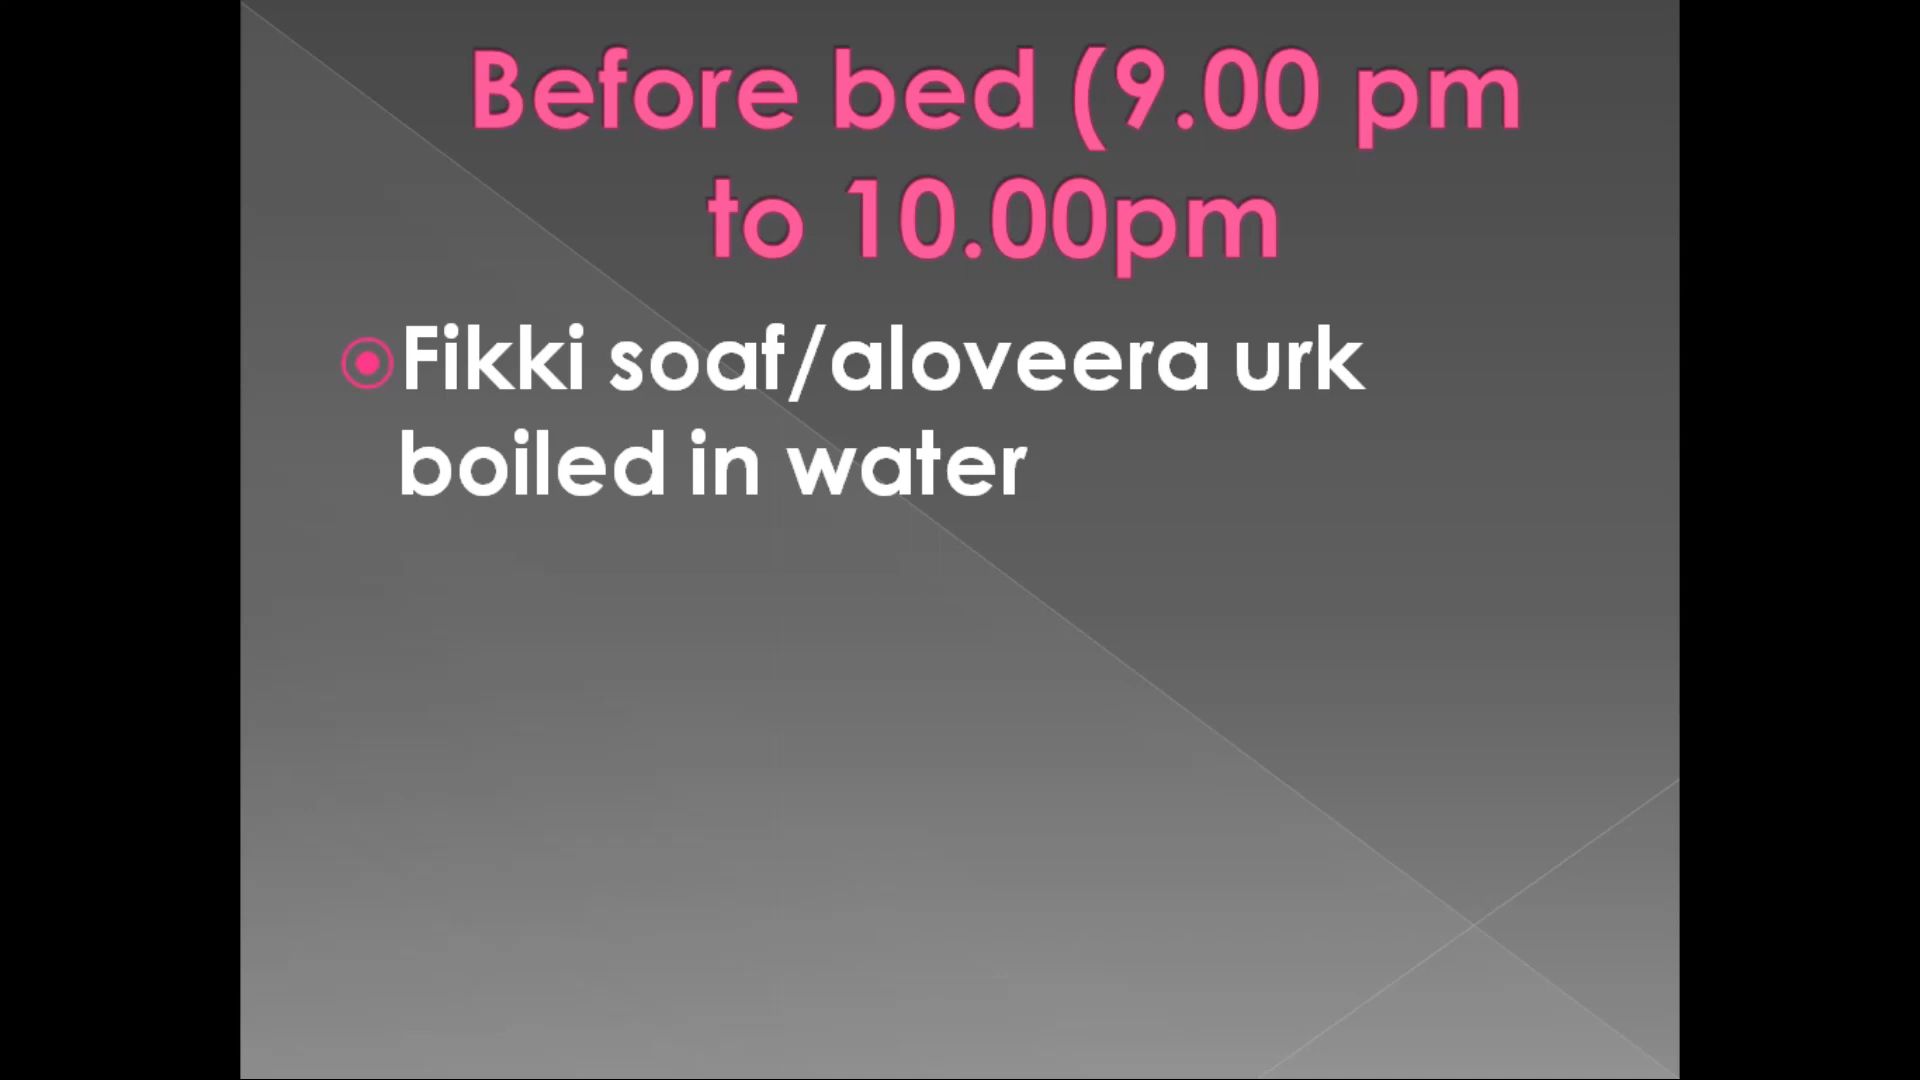 Before bed (9.00 pm
to 10.00pm
Fikki soaf/aloveera urk
boiled in water